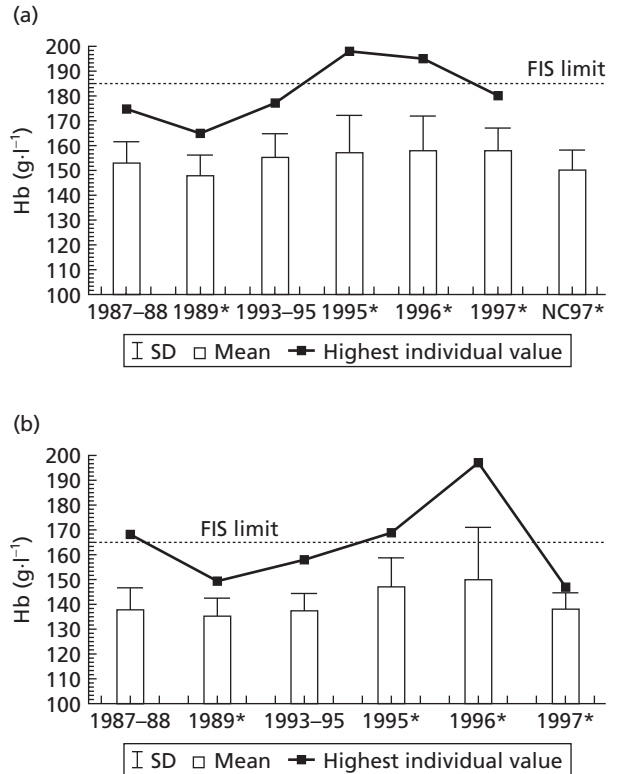 (a)
200
190
180
170
160
150
140
130
120
110
100
Hb (g·l⁻¹)
FIS limit
1987–88 1989* 1993–95 1995* 1996* 1997* NC97*
SD Mean Highest individual value
(b)
200
190
180
170
160
150
140
130
120
110
100
Hb (g·l⁻¹)
FIS limit
1987–88 1989* 1993–95 1995* 1996* 1997*
SD Mean Highest individual value